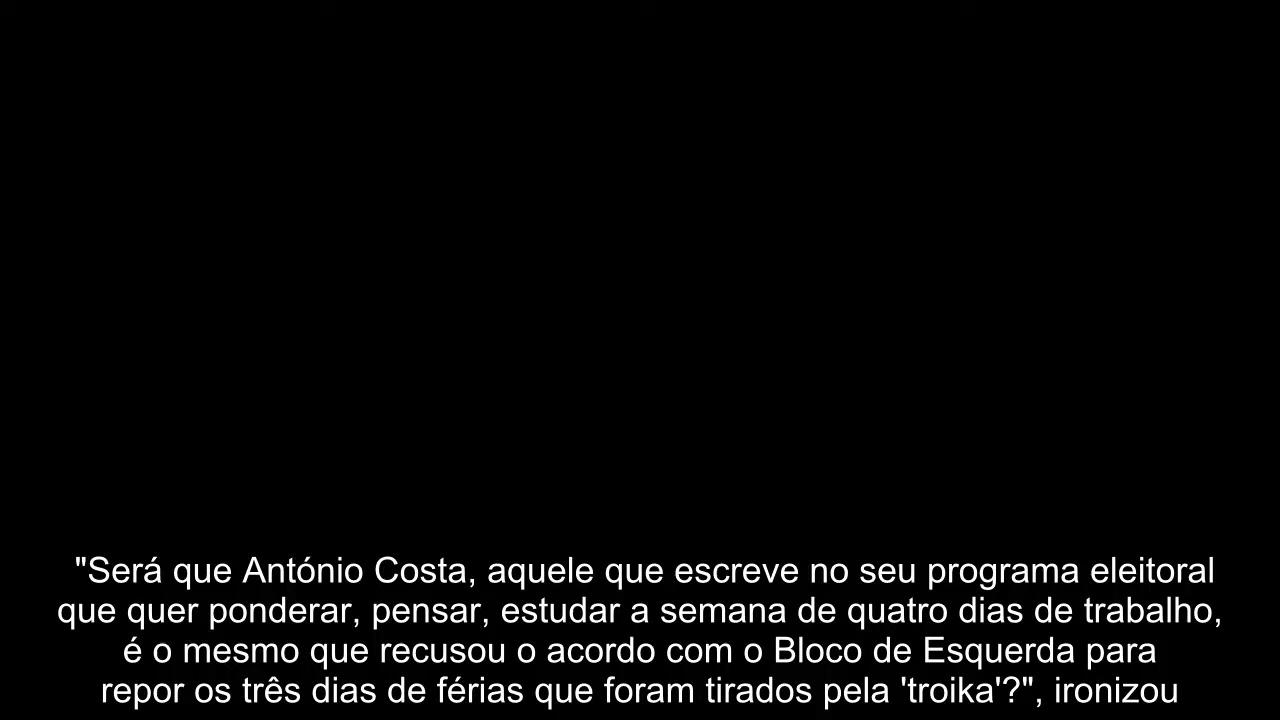 "Será que António Costa, aquele que escreve no seu programa eleitoral
que quer ponderar, pensar, estudar a semana de quatro dias de trabalho,
é o mesmo que recusou o acordo com o Bloco de Esquerda para
repor os três dias de férias que foram tirados pela 'troika'?", ironizou